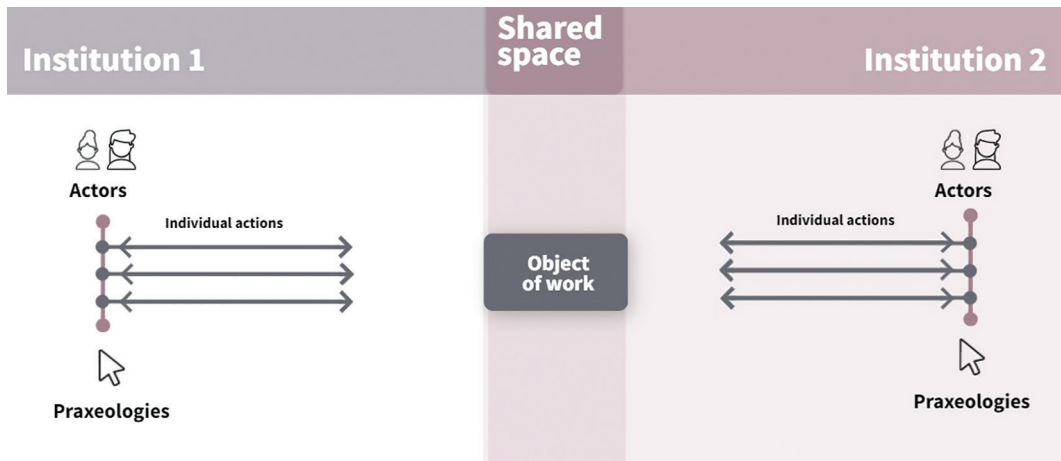 Institution 1
Shared
space
Institution 2
Actors
Individual actions
Praxeologies
Object
of work
Actors
Individual actions
Praxeologies